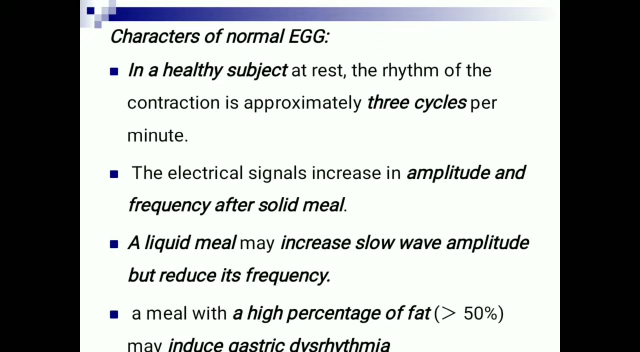 Characters of normal EGG:
In a healthy subject at rest, the rhythm of the
contraction is approximately three cycles per
minute.
The electrical signals increase in amplitude and
frequency after solid meal.
A liquid meal may increase slow wave amplitude
but reduce its frequency.
a meal with a high percentage of fat (> 50%)
may induce gastric dysrhythmia